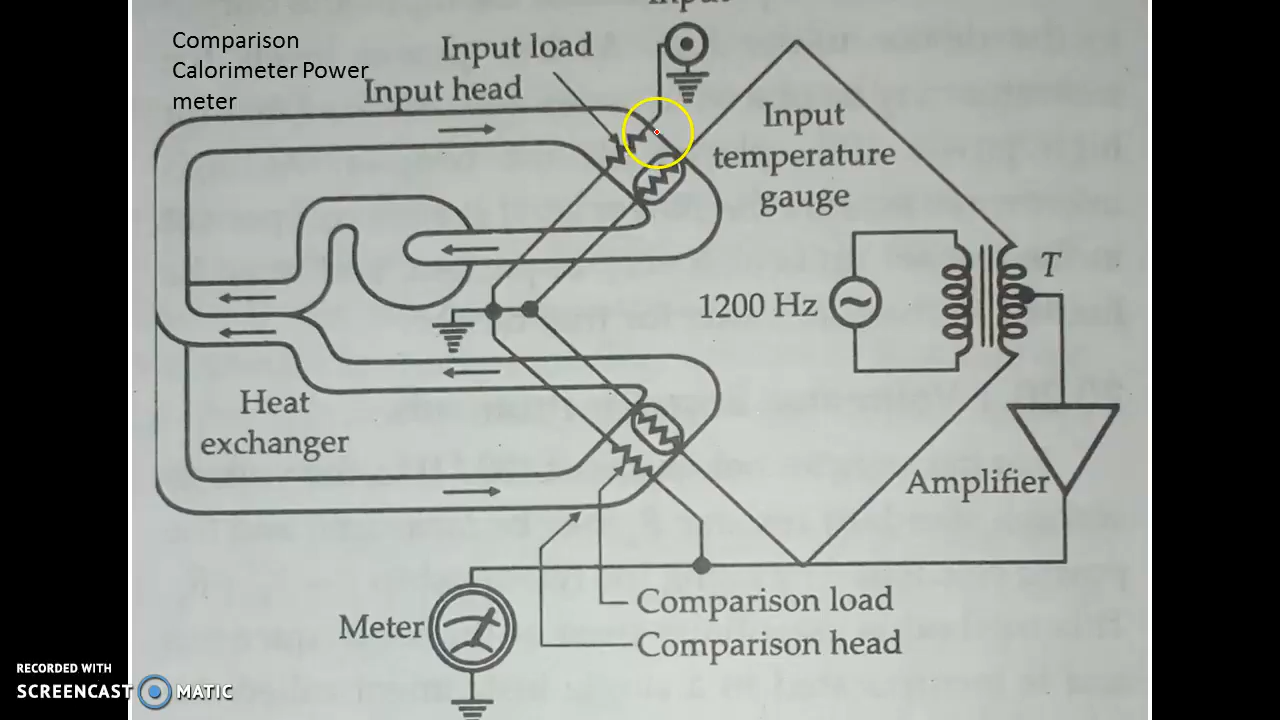 Input
Comparison
Calorimeter Power
meter
Input load
Input head
Input
temperature
gauge
1200 Hz
T
Heat
exchanger
Amplifier
Comparison load
Meter
Comparison head
RECORDED WITH
SCREENCAST MATIC